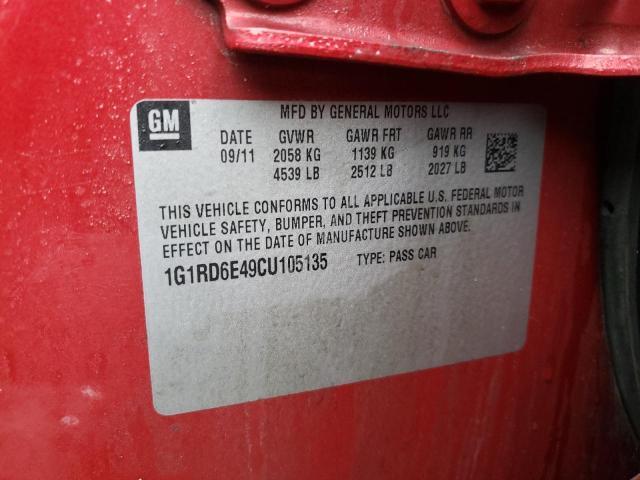 GM
MFD BY GENERAL MOTORS LLC
DATE GVWR GAWR FRT GAWR RR
09/11 2058 KG 1139 KG 919 KG
4539 LB 2512 LB 2027 LB
THIS VEHICLE CONFORMS TO ALL APPLICABLE U.S. FEDERAL MOTOR
VEHICLE SAFETY, BUMPER, AND THEFT PREVENTION STANDARDS IN
EFFECT ON THE DATE OF MANUFACTURE SHOWN ABOVE.
1G1RD6E49CU105135 TYPE: PASS CAR